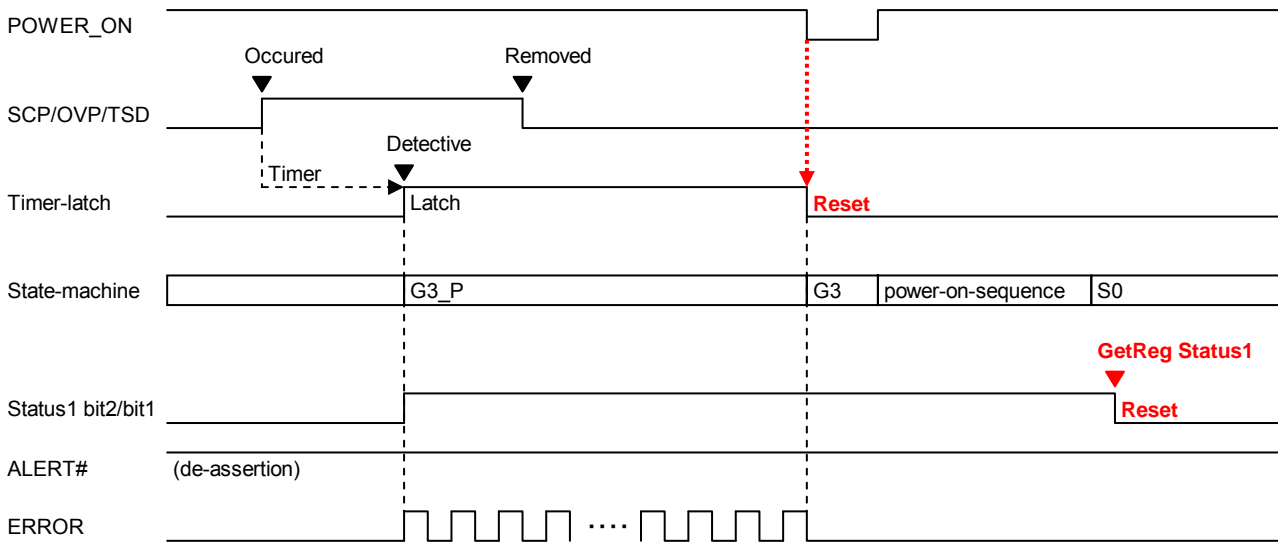 POWER_ON
Occured
Removed
SCP/OVP/TSD
Detective
Timer
Timer-latch
Latch
Reset
State-machine
G3_P
G3
power-on-sequence
S0
GetReg Status1
Status1 bit2/bit1
Reset
ALERT#
(de-assertion)
ERROR
....